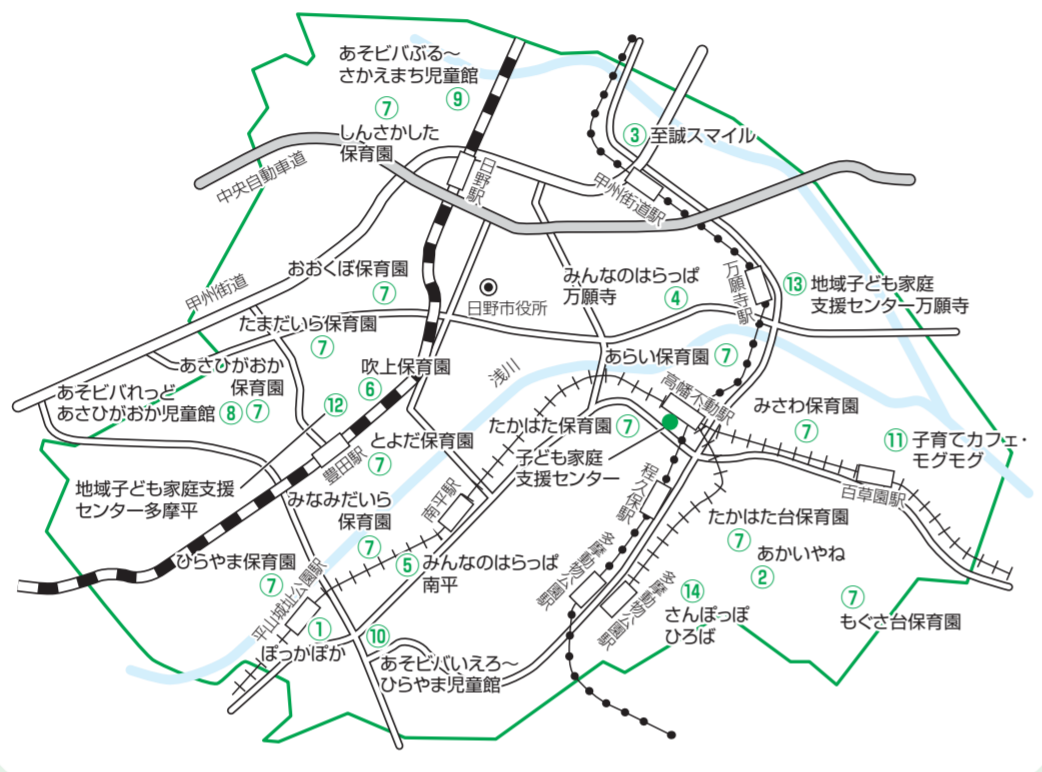 あそビバぶる～
さかえまち児童館
⑨
⑦
しんさかした
保育園
③ 至誠スマイル
中央自動車道
日野駅
甲州街道駅
おおくぼ保育園
⑦
みんなのはらっぱ
万願寺
④
万願寺駅
⑬ 地域子ども家庭
支援センター万願寺
甲州街道
日野市役所
たまだいら保育園
⑦
あさひがおか
保育園
⑦
吹上保育園
⑥
浅川
あらい保育園 ⑦
高幡不動駅
あそビバれっど
あさひがおか児童館 ⑧
⑫
みさわ保育園
⑦
とよだ保育園
⑦
豊田駅
たかはた保育園 ⑦
子ども家庭
支援センター
⑪ 子育てカフェ・
モグモグ
百草園駅
地域子ども家庭支援
センター多摩平
みなみだいら
保育園
⑦
南平駅
程久保駅
たかはた台保育園
⑦
ひらやま保育園
⑦
平山城址公園駅
⑤ みんなのはらっぱ
南平
多摩動物公園駅
多摩動物公園駅
あかいやね
②
⑭
さんぽっぽ
ひろば
⑦
もぐさ台保育園
①
ぽっかぽか
⑩
あそビバいえろ～
ひらやま児童館